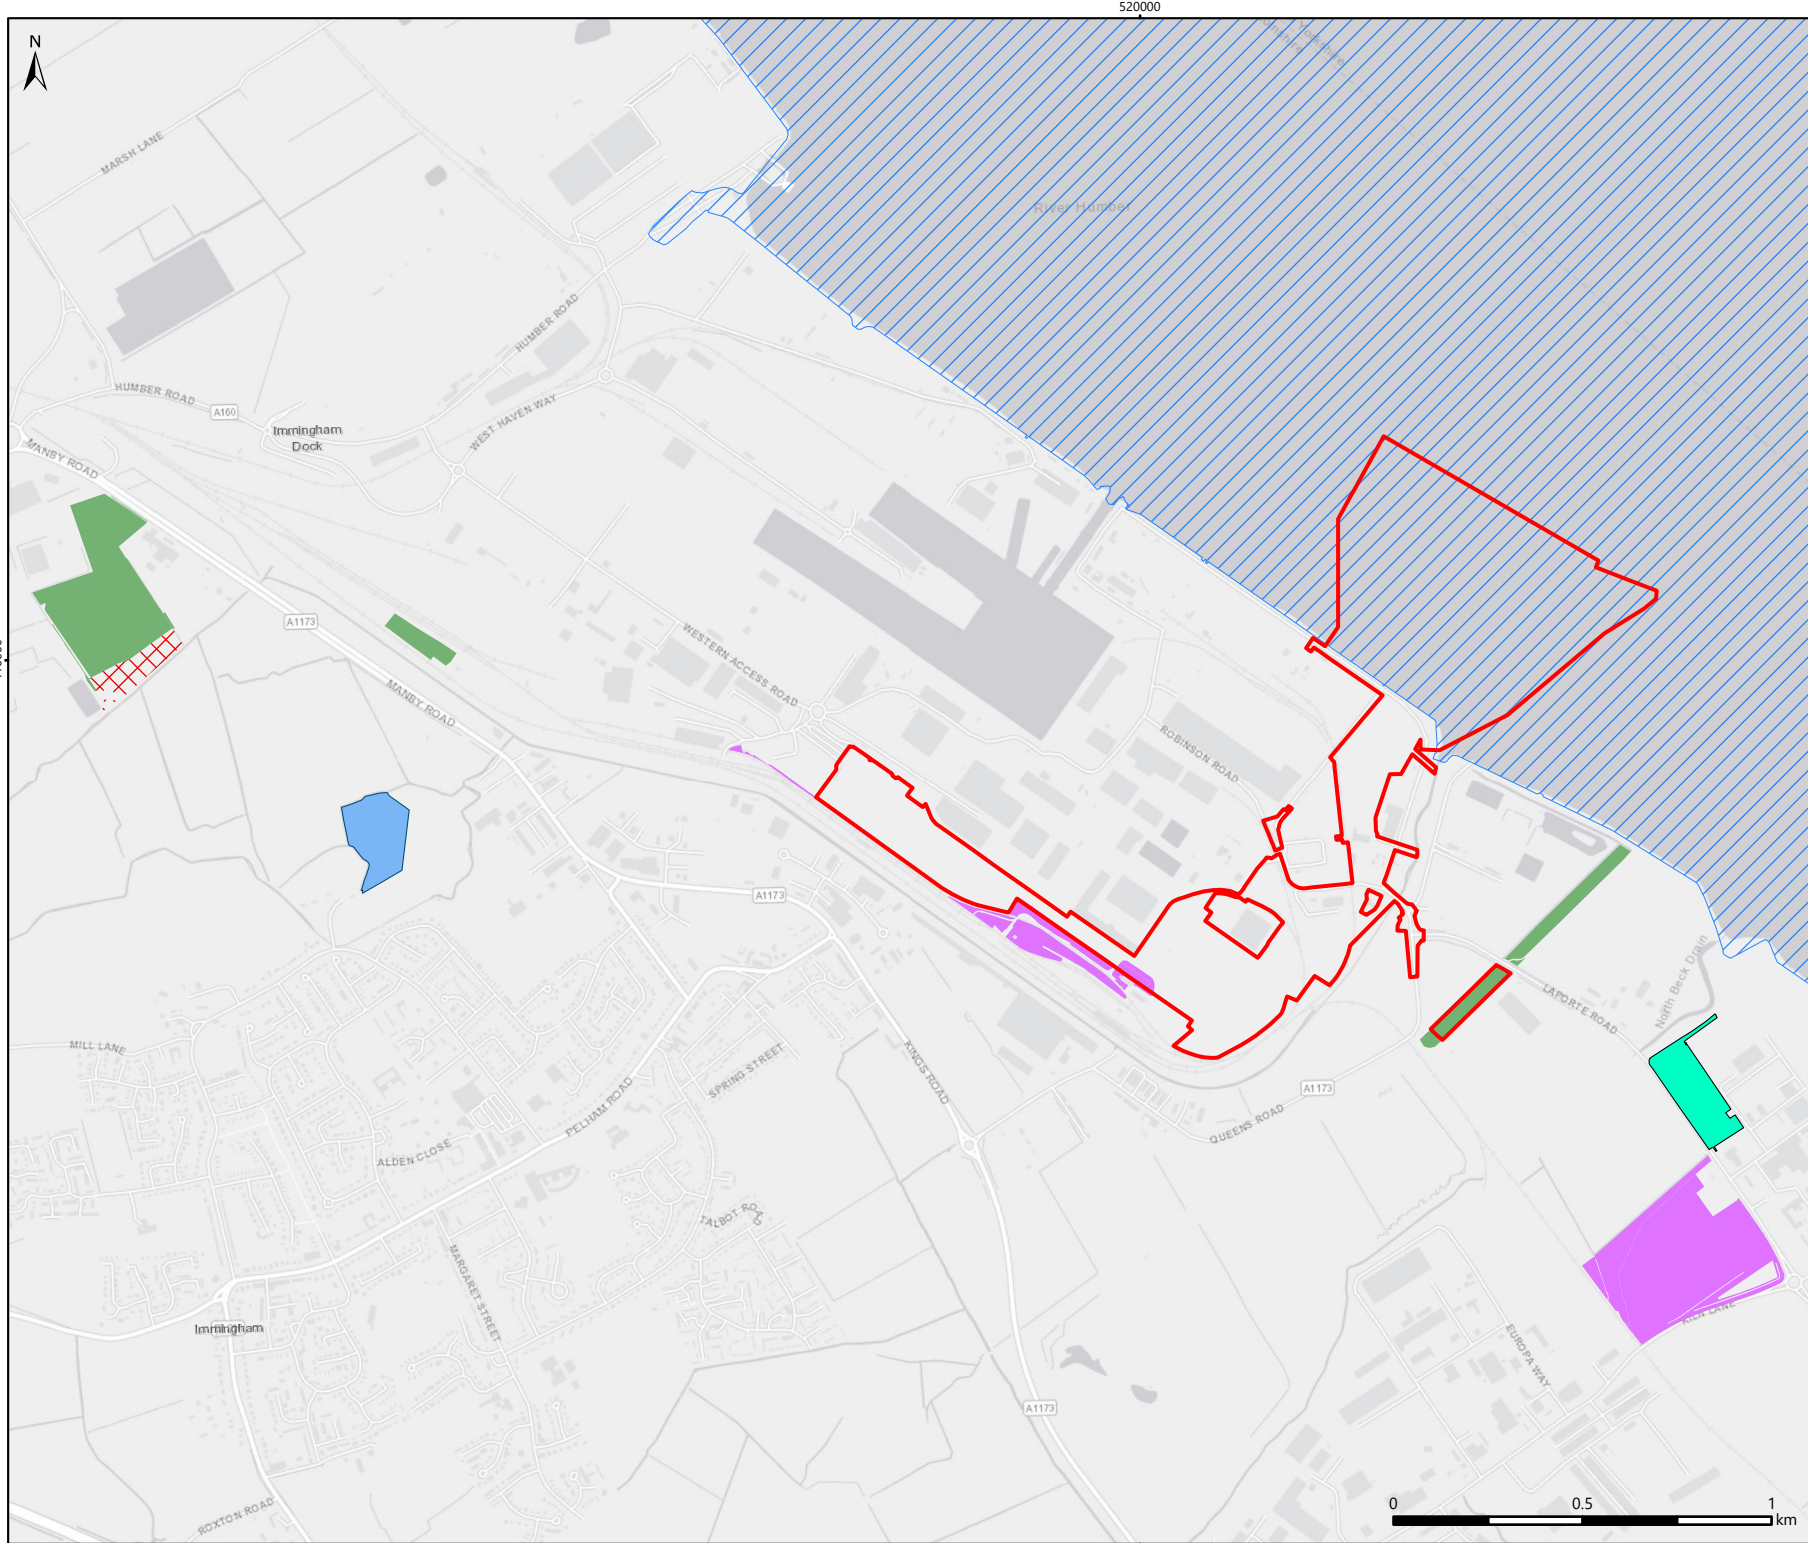 520000
N
Yorkshire
River Humber
MARSH LANE
HUMBER ROAD
HUMBER ROAD
A160
Immingham
Dock
WEST HAVEN WAY
MANBY ROAD
A1173
WESTERN ACCESS ROAD
MANBY ROAD
ROBINSON ROAD
A1173
North Beck Drain
LAPORTE ROAD
MILL LANE
SPRING STREET
KINGS ROAD
A1173
QUEENS ROAD
PELHAM ROAD
ALDEN CLOSE
MARGARET STREET
Immingham
KILN LANE
EUROPA WAY
A1173
ROXTON ROAD
0 0.5 1
km